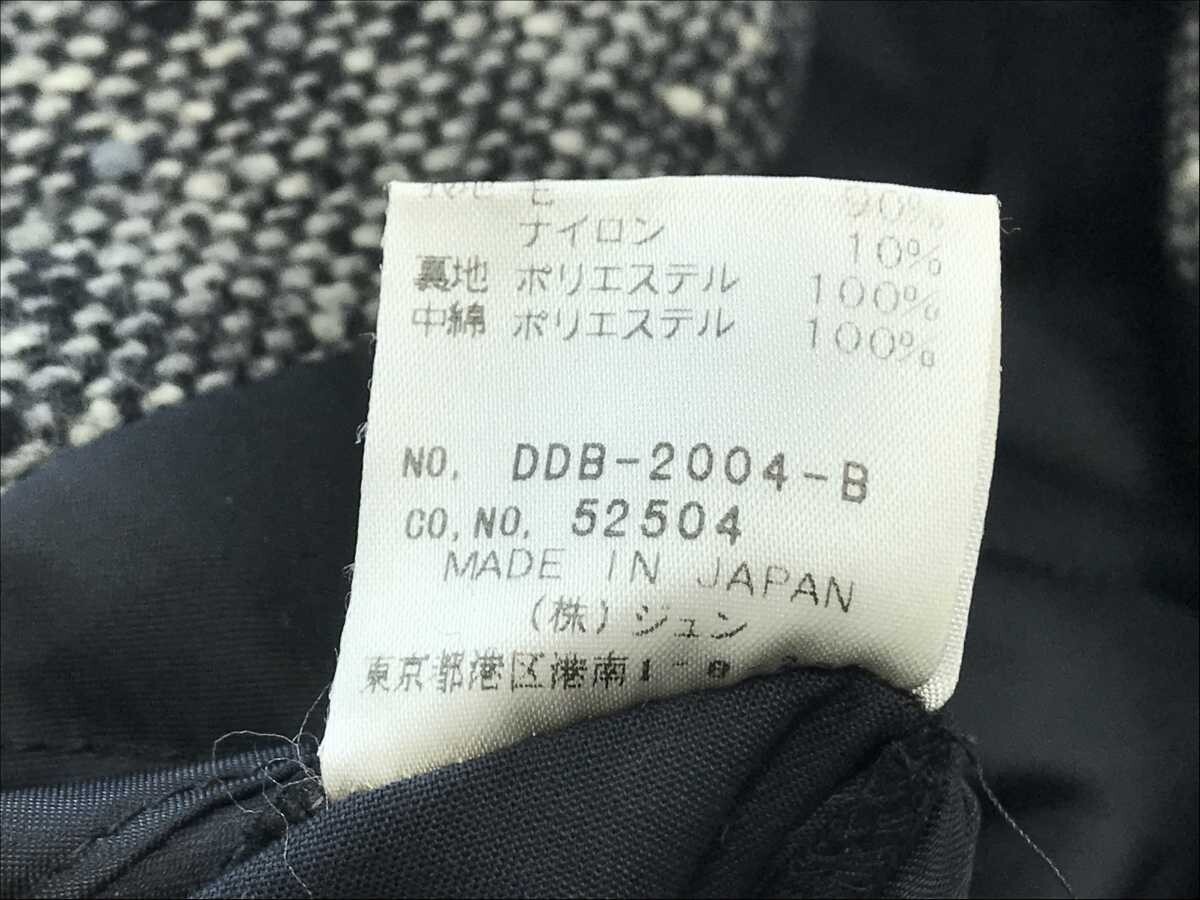 90%
ナイロン 10%
裏地 ポリエステル 100%
中綿 ポリエステル 100%
NO. DDB-2004-B
CO.NO. 52504
MADE IN JAPAN
(株)ジュン
東京都港区港南